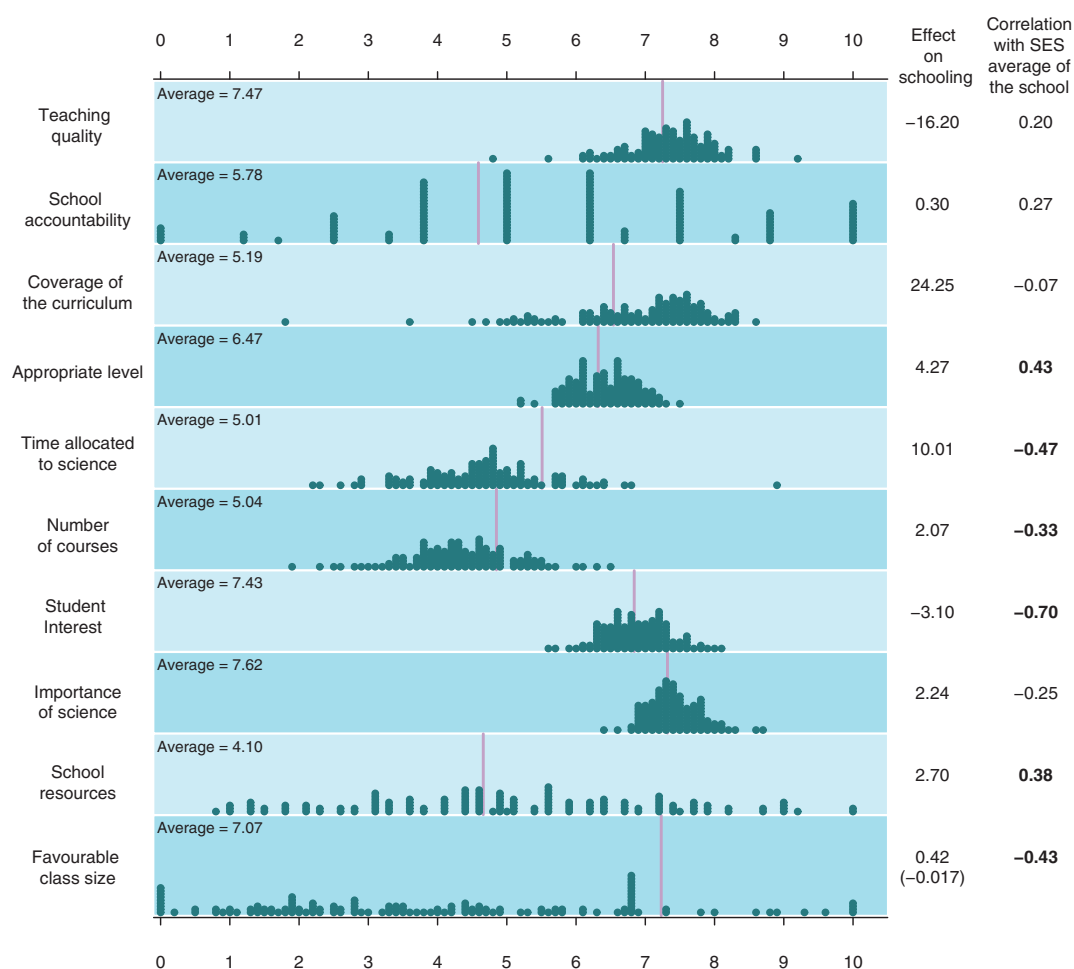 0 1 2 3 4 5 6 7 8 9 10
Effect
on
schooling
Correlation
with SES
average of
the school
Teaching
quality
Average = 7.47
−16.20
0.20
School
accountability
Average = 5.78
0.30
0.27
Coverage of
the curriculum
Average = 5.19
24.25
−0.07
Appropriate level
Average = 6.47
4.27
0.43
Time allocated
to science
Average = 5.01
10.01
−0.47
Number
of courses
Average = 5.04
2.07
−0.33
Student
Interest
Average = 7.43
−3.10
−0.70
Importance
of science
Average = 7.62
2.24
−0.25
School
resources
Average = 4.10
2.70
0.38
Favourable
class size
Average = 7.07
0.42
(−0.017)
−0.43
0 1 2 3 4 5 6 7 8 9 10